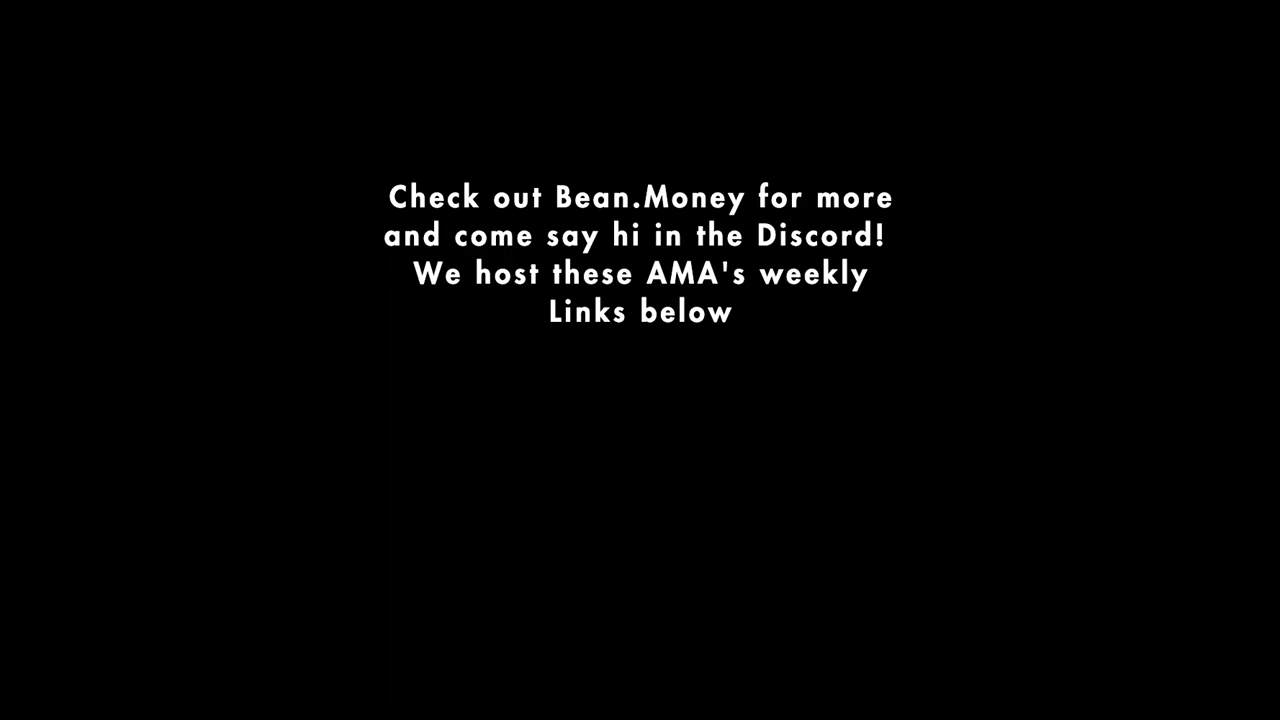 Check out Bean.Money for more
and come say hi in the Discord!
We host these AMA's weekly
Links below